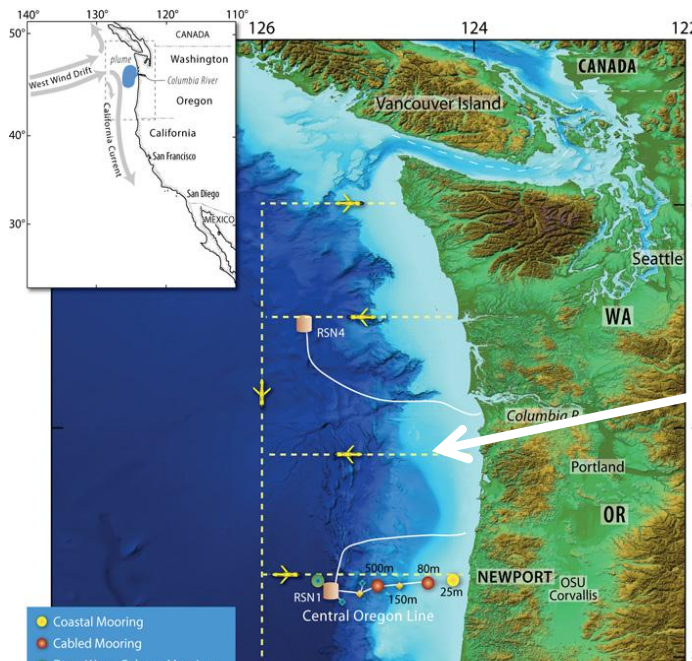 140° 130° 120° 110°
50°
40°
30°
CANADA
Washington
plume
Columbia River
West Wind Drift
Oregon
California Current
California
San Francisco
San Diego
MEXICO
126 124 122
CANADA
Vancouver Island
Seattle
WA
RSN4
Columbia R.
Portland
OR
500m 80m
NEWPORT
OSU
Corvallis
RSN1
150m
25m
Central Oregon Line
Coastal Mooring
Cabled Mooring